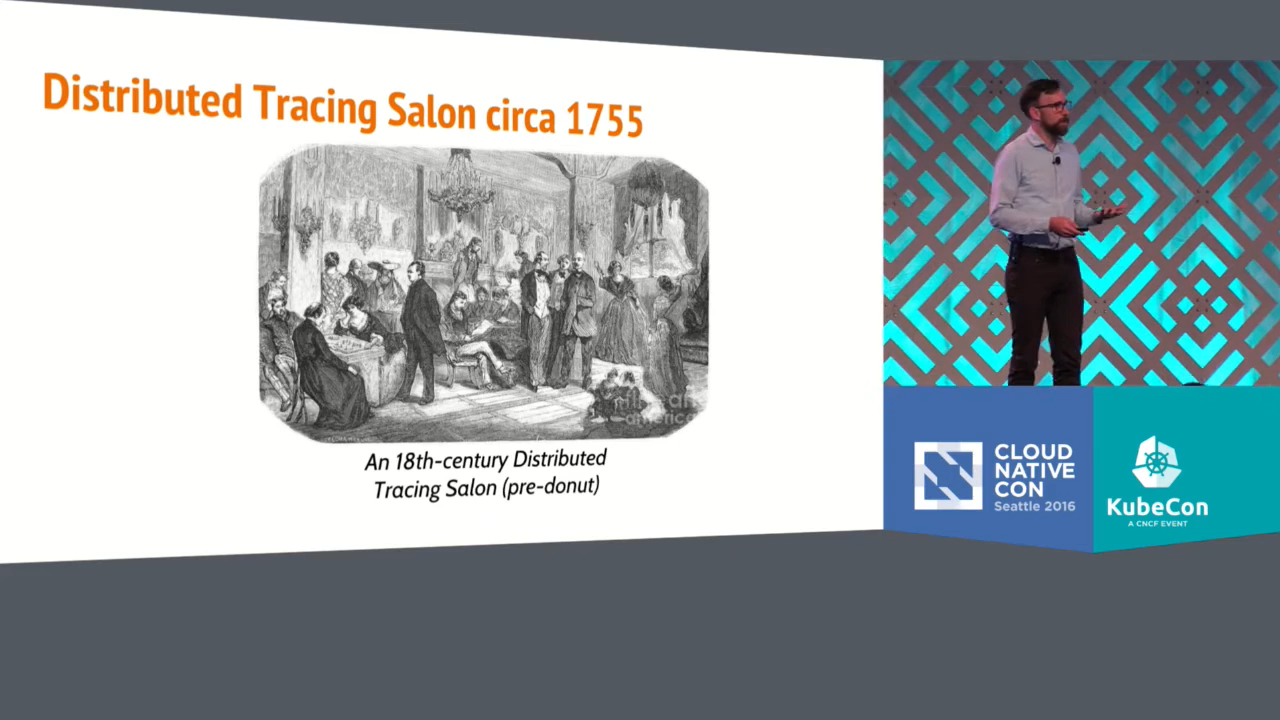 Distributed Tracing Salon circa 1755
An 18th-century Distributed
Tracing Salon (pre-donut)
CLOUD
NATIVE
CON
Seattle 2016
KubeCon
A CNCF EVENT